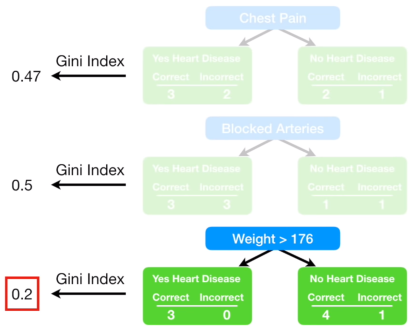 Chest Pain
Gini Index
0.47
Yes Heart Disease
Correct Incorrect
3 2
No Heart Disease
Correct Incorrect
2 1
Blocked Arteries
Gini Index
0.5
Yes Heart Disease
Correct Incorrect
3 3
No Heart Disease
Correct Incorrect
1 1
Weight > 176
Gini Index
0.2
Yes Heart Disease
Correct Incorrect
3 0
No Heart Disease
Correct Incorrect
4 1